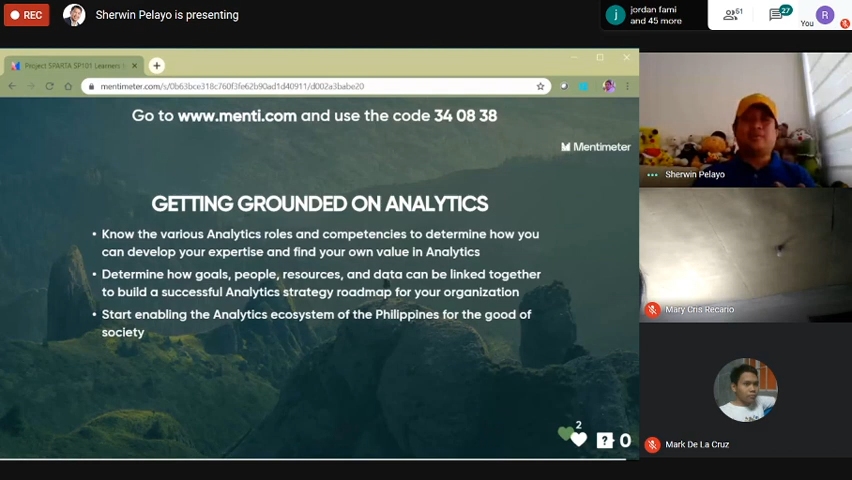 REC
Sherwin Pelayo is presenting
j
jordan fami
and 45 more
51
27
You
R
Project SPARTA SP101 Learners
mentimeter.com/s/0b63bce318c760f3fe62b90ad1d40911/d002a3babe20
Go to www.menti.com and use the code 34 08 38
Mentimeter
GETTING GROUNDED ON ANALYTICS
• Know the various Analytics roles and competencies to determine how you
can develop your expertise and find your own value in Analytics
• Determine how goals, people, resources, and data can be linked together
to build a successful Analytics strategy roadmap for your organization
• Start enabling the Analytics ecosystem of the Philippines for the good of
society
2
0
Sherwin Pelayo
Mary Cris Recario
Mark De La Cruz